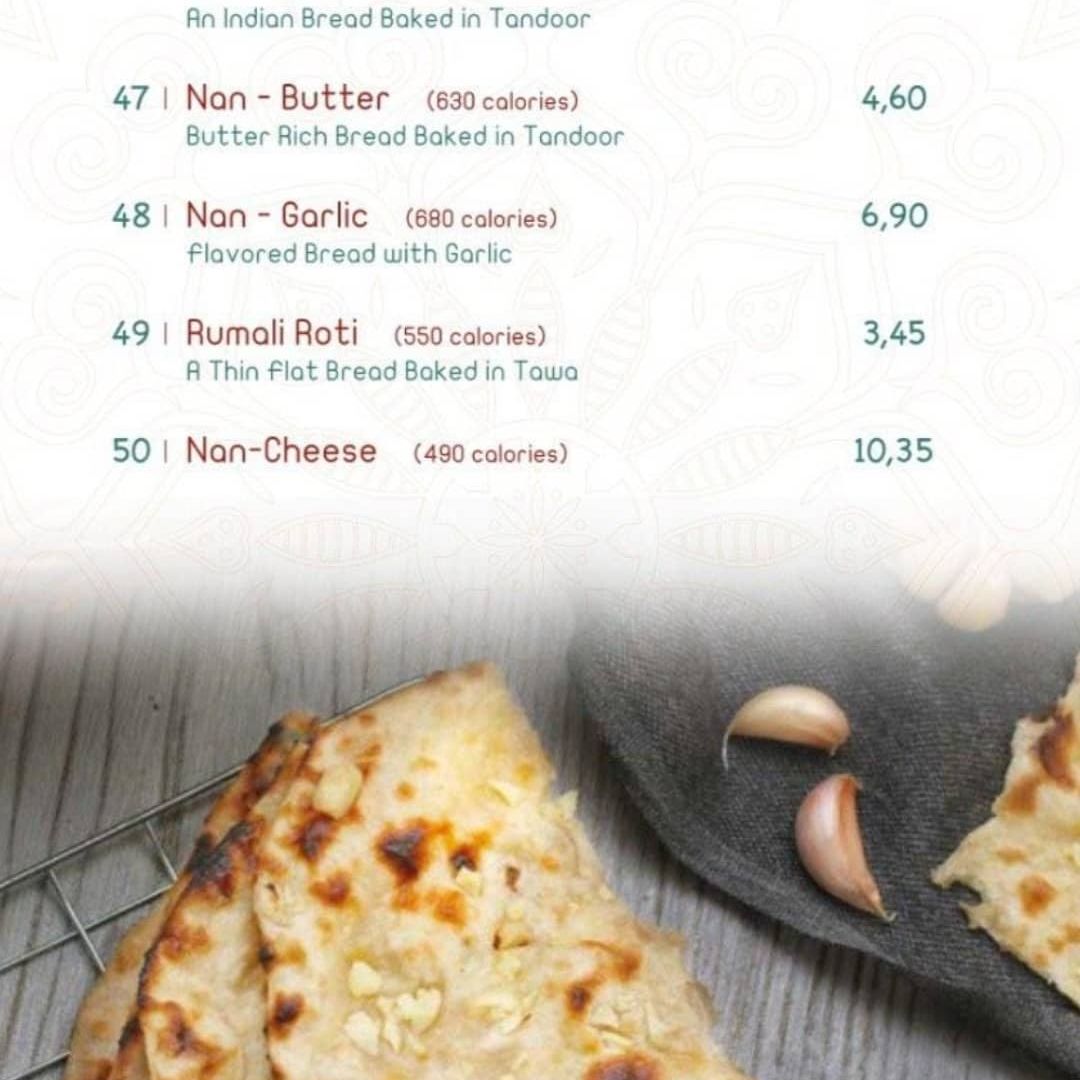 An Indian Bread Baked in Tandoor
47 | Nan - Butter (630 calories) 4,60
Butter Rich Bread Baked in Tandoor
48 | Nan - Garlic (680 calories) 6,90
Flavored Bread with Garlic
49 | Rumali Roti (550 calories) 3,45
A Thin Flat Bread Baked in Tawa
50 | Nan-Cheese (490 calories) 10,35